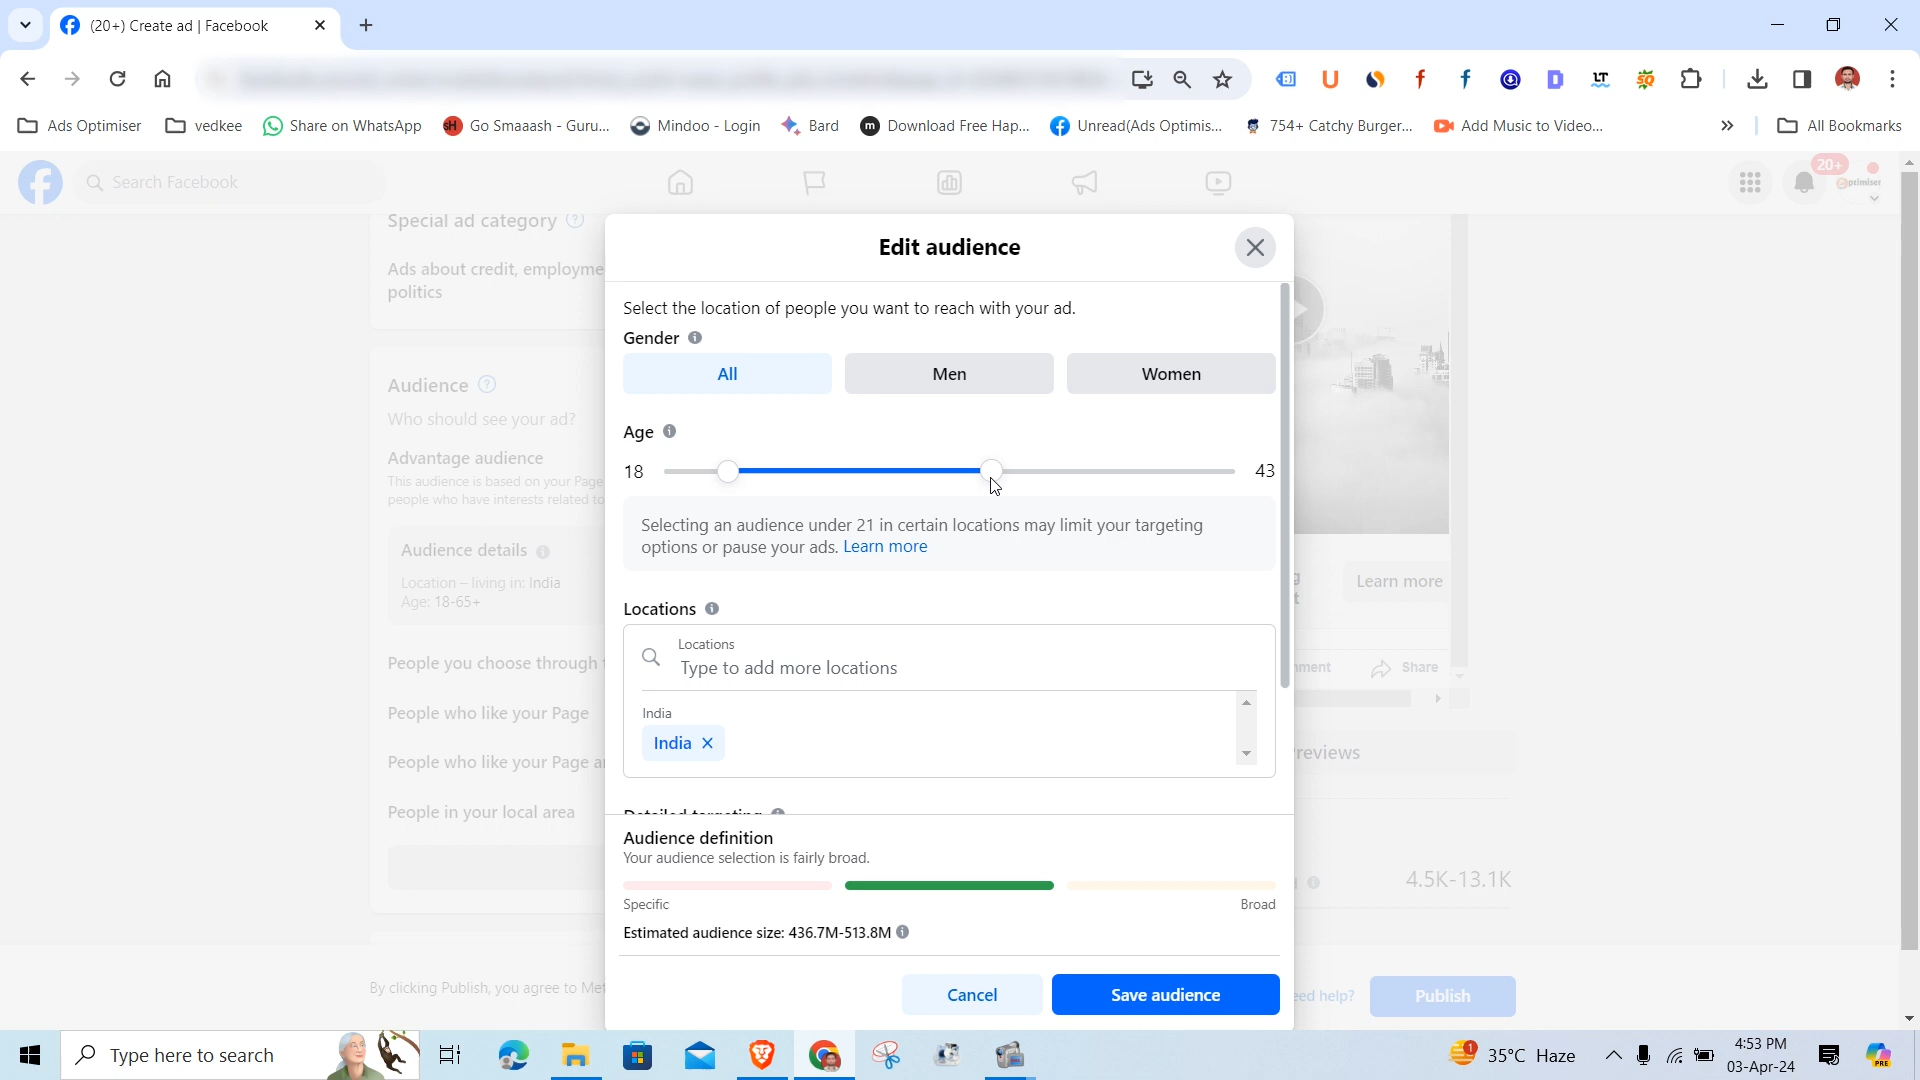 (20+) Create ad | Facebook
Ads Optimiser
vedkee
Share on WhatsApp
Go Smaaash - Guru...
Mindoo - Login
Bard
Download Free Hap...
Unread(Ads Optimis...
754+ Catchy Burger...
Add Music to Video...
All Bookmarks
Search Facebook
20+
Special ad category
Ads about credit, employme
politics
Audience
Who should see your ad?
Advantage audience
This audience is based on your Page
people who have interests related to
Audience details
Location – living in: India
Age: 18-65+
People you choose through
People who like your Page
People who like your Page a
People in your local area
By clicking Publish, you agree to Met
Edit audience
Select the location of people you want to reach with your ad.
Gender
All
Men
Women
Age
18
43
Selecting an audience under 21 in certain locations may limit your targeting
options or pause your ads. Learn more
Locations
Locations
Type to add more locations
India
India
Detailed targeting
Audience definition
Your audience selection is fairly broad.
Specific
Broad
Estimated audience size: 436.7M-513.8M
Cancel
Save audience
Learn more
Share
4.5K-13.1K
Publish
Type here to search
35°C Haze
4:53 PM
03-Apr-24